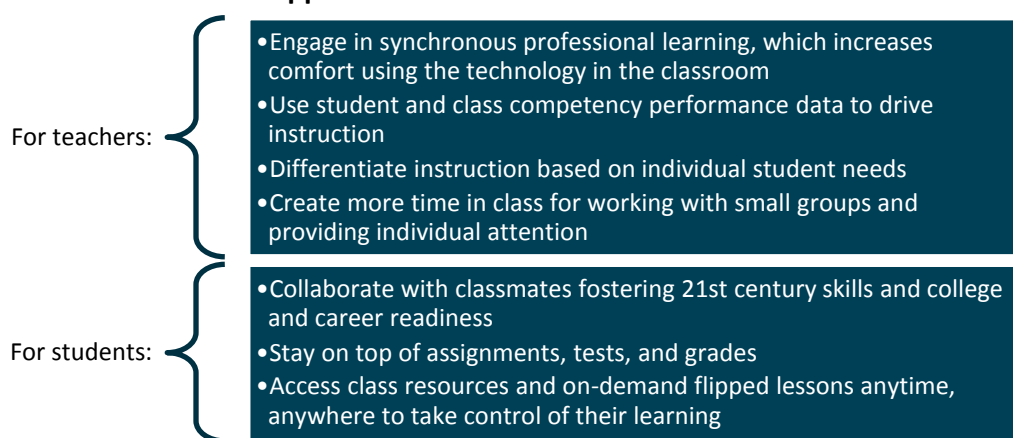 For teachers:
•Engage in synchronous professional learning, which increases
comfort using the technology in the classroom
•Use student and class competency performance data to drive
instruction
•Differentiate instruction based on individual student needs
•Create more time in class for working with small groups and
providing individual attention
For students:
•Collaborate with classmates fostering 21st century skills and college
and career readiness
•Stay on top of assignments, tests, and grades
•Access class resources and on-demand flipped lessons anytime,
anywhere to take control of their learning